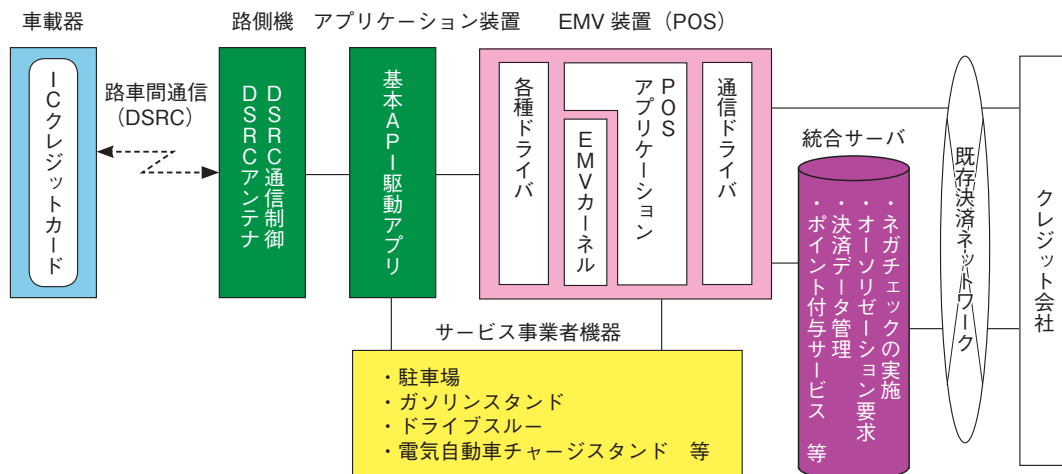 車載器
路側機
アプリケーション装置
EMV 装置（POS）
ICクレジットカード
路車間通信
（DSRC）
DSRC通信制御
DSRCアンテナ
基本API駆動アプリ
各種ドライバ
POS
アプリケーション
EMVカーネル
通信ドライバ
統合サーバ
・ネガチェックの実施
・オーソリゼーション要求
・決済データ管理
・ポイント付与サービス 等
既存決済ネットワーク
クレジット会社
サービス事業者機器
・駐車場
・ガソリンスタンド
・ドライブスルー
・電気自動車チャージスタンド 等